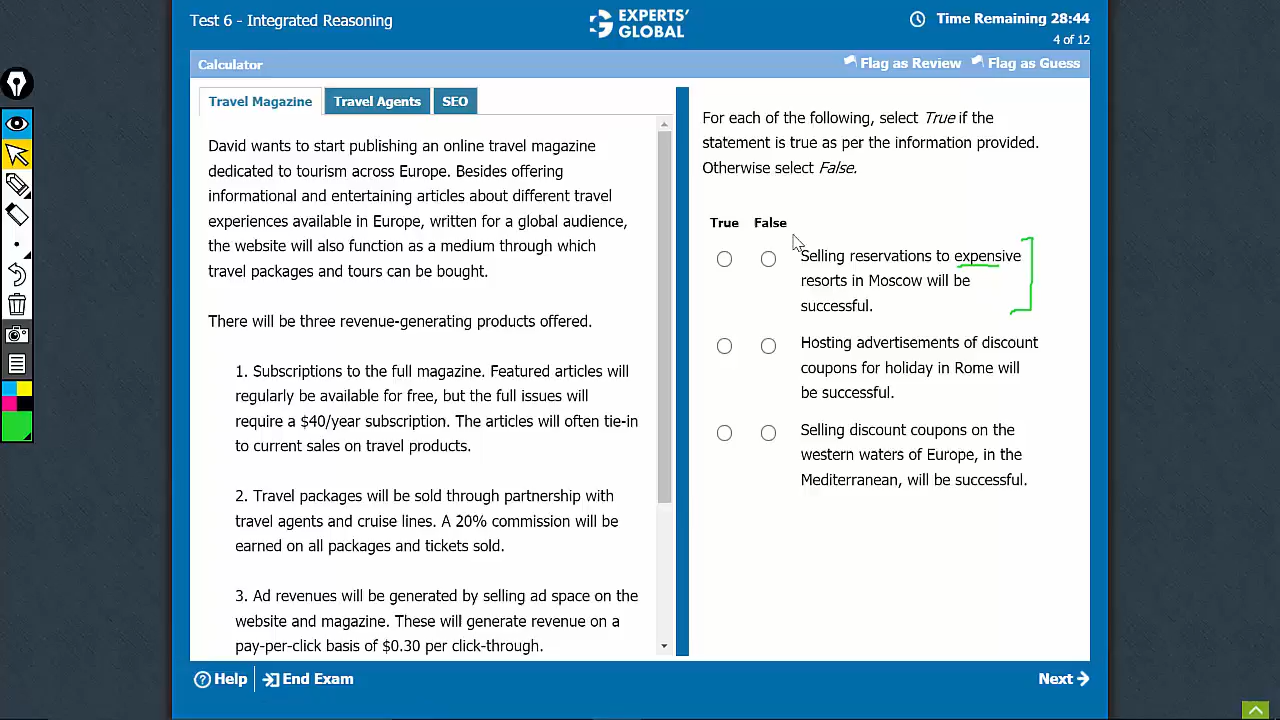 Test 6 - Integrated Reasoning
EXPERTS'
GLOBAL
Time Remaining 28:44
4 of 12
Calculator
Flag as Review
Flag as Guess
Travel Magazine
Travel Agents
SEO
David wants to start publishing an online travel magazine
dedicated to tourism across Europe. Besides offering
informational and entertaining articles about different travel
experiences available in Europe, written for a global audience,
the website will also function as a medium through which
travel packages and tours can be bought.
There will be three revenue-generating products offered.
1. Subscriptions to the full magazine. Featured articles will
regularly be available for free, but the full issues will
require a $40/year subscription. The articles will often tie-in
to current sales on travel products.
2. Travel packages will be sold through partnership with
travel agents and cruise lines. A 20% commission will be
earned on all packages and tickets sold.
3. Ad revenues will be generated by selling ad space on the
website and magazine. These will generate revenue on a
pay-per-click basis of $0.30 per click-through.
For each of the following, select True if the
statement is true as per the information provided.
Otherwise select False.
True False
Selling reservations to expensive
resorts in Moscow will be
successful.
Hosting advertisements of discount
coupons for holiday in Rome will
be successful.
Selling discount coupons on the
western waters of Europe, in the
Mediterranean, will be successful.
Help
End Exam
Next